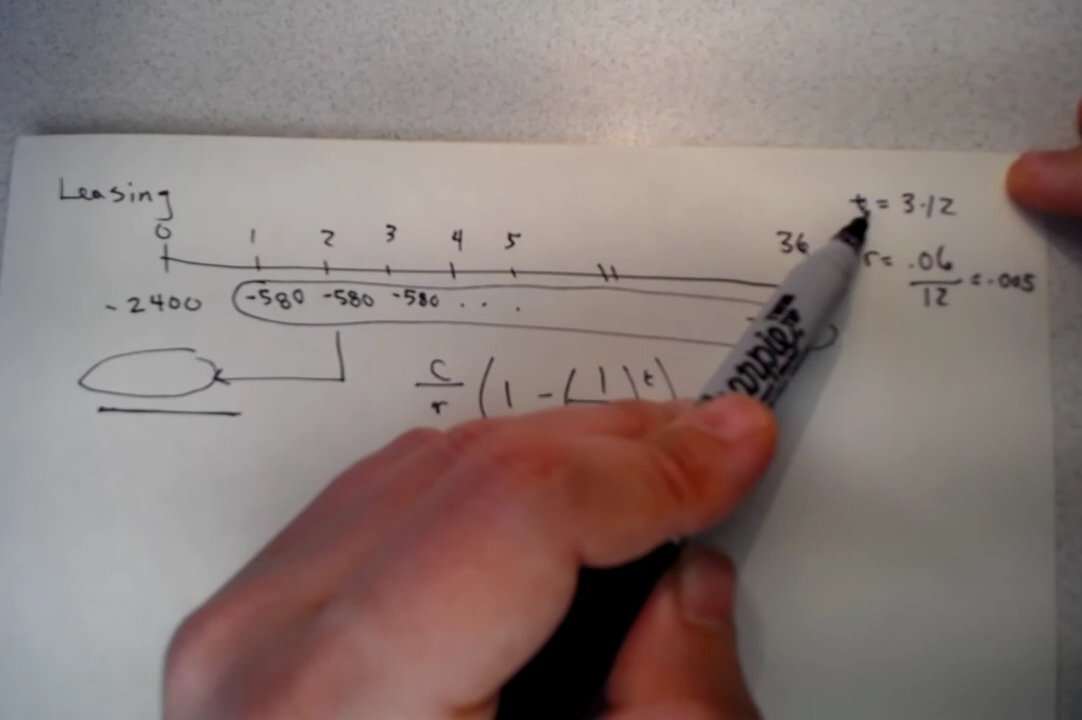 Leasing
0 1 2 3 4 5 36
t = 3·12
r = .06 / 12 = .005
-2400 -580 -580 -580 . . .
C / r ( 1 - ( 1 ) t )